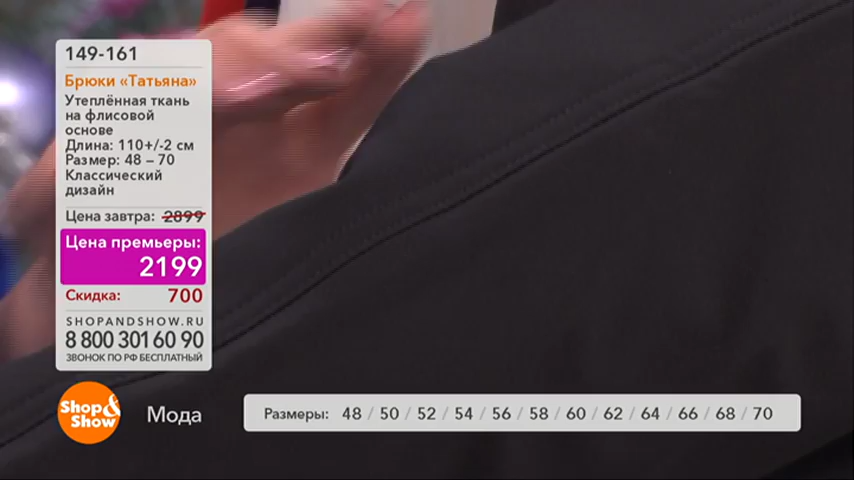 149-161
Брюки «Татьяна»
Утеплённая ткань
на флисовой
основе
Длина: 110+/-2 см
Размер: 48 – 70
Классический
дизайн
Цена завтра: 2899
Цена премьеры:
2199
Скидка: 700
SHOPANDSHOW.RU
8 800 301 60 90
ЗВОНОК ПО РФ БЕСПЛАТНЫЙ
Shop&
Show
Мода
Размеры: 48 / 50 / 52 / 54 / 56 / 58 / 60 / 62 / 64 / 66 / 68 / 70